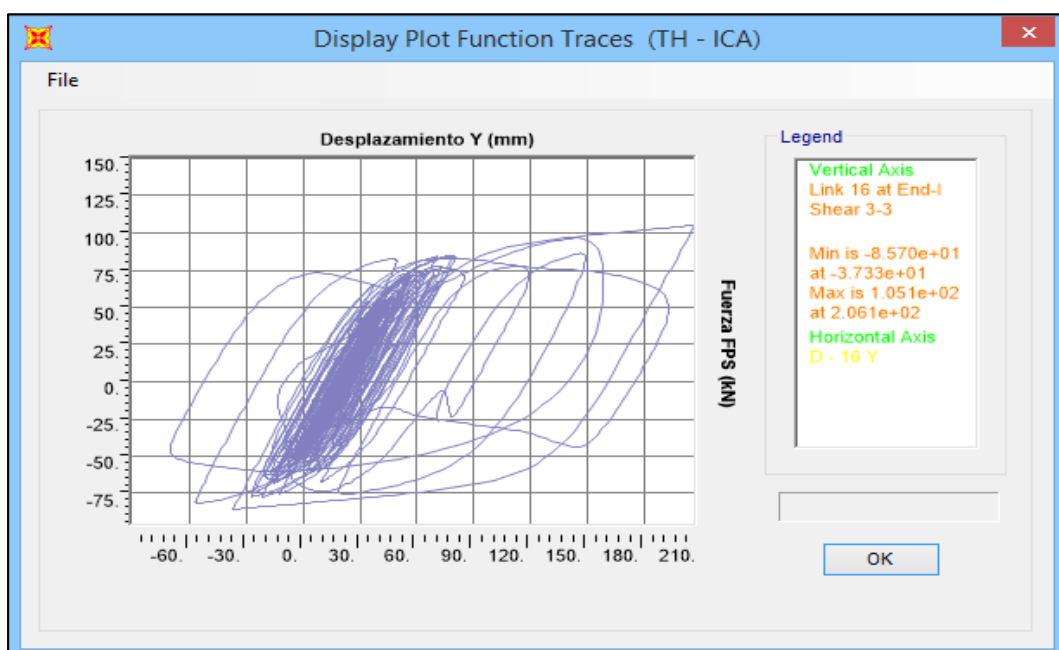 Display Plot Function Traces (TH - ICA)
File
Desplazamiento Y (mm)
150.
125.
100.
75.
50.
25.
0.
-25.
-50.
-75.
-60. -30. 0. 30. 60. 90. 120. 150. 180. 210.
Fuerza FPS (kN)
Legend
Vertical Axis
Link 16 at End-I
Shear 3-3
Min is -8.570e+01
at -3.733e+01
Max is 1.051e+02
at 2.061e+02
Horizontal Axis
D - 16 Y
OK